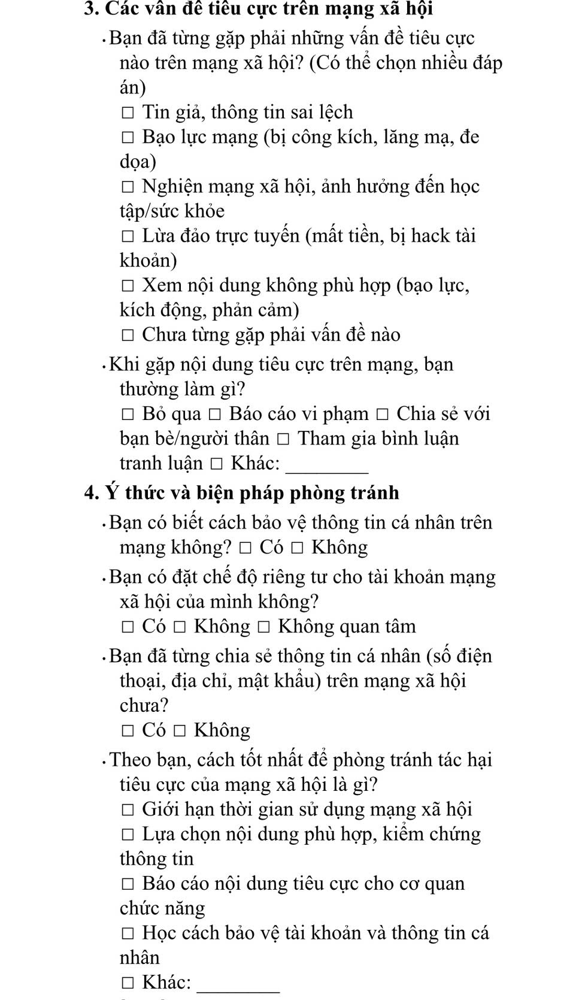 3. Các vấn đề tiêu cực trên mạng xã hội
·Bạn đã từng gặp phải những vấn đề tiêu cực
nào trên mạng xã hội? (Có thể chọn nhiều đáp
án)
□ Tin giả, thông tin sai lệch
□ Bạo lực mạng (bị công kích, lăng mạ, đe
dọa)
□ Nghiện mạng xã hội, ảnh hưởng đến học
tập/sức khỏe
□ Lừa đảo trực tuyến (mất tiền, bị hack tài
khoản)
□ Xem nội dung không phù hợp (bạo lực,
kích động, phản cảm)
□ Chưa từng gặp phải vấn đề nào
·Khi gặp nội dung tiêu cực trên mạng, bạn
thường làm gì?
□ Bỏ qua □ Báo cáo vi phạm □ Chia sẻ với
bạn bè/người thân □ Tham gia bình luận
tranh luận □ Khác: ________
4. Ý thức và biện pháp phòng tránh
·Bạn có biết cách bảo vệ thông tin cá nhân trên
mạng không? □ Có □ Không
·Bạn có đặt chế độ riêng tư cho tài khoản mạng
xã hội của mình không?
□ Có □ Không □ Không quan tâm
·Bạn đã từng chia sẻ thông tin cá nhân (số điện
thoại, địa chỉ, mật khẩu) trên mạng xã hội
chưa?
□ Có □ Không
·Theo bạn, cách tốt nhất để phòng tránh tác hại
tiêu cực của mạng xã hội là gì?
□ Giới hạn thời gian sử dụng mạng xã hội
□ Lựa chọn nội dung phù hợp, kiểm chứng
thông tin
□ Báo cáo nội dung tiêu cực cho cơ quan
chức năng
□ Học cách bảo vệ tài khoản và thông tin cá
nhân
□ Khác: ________